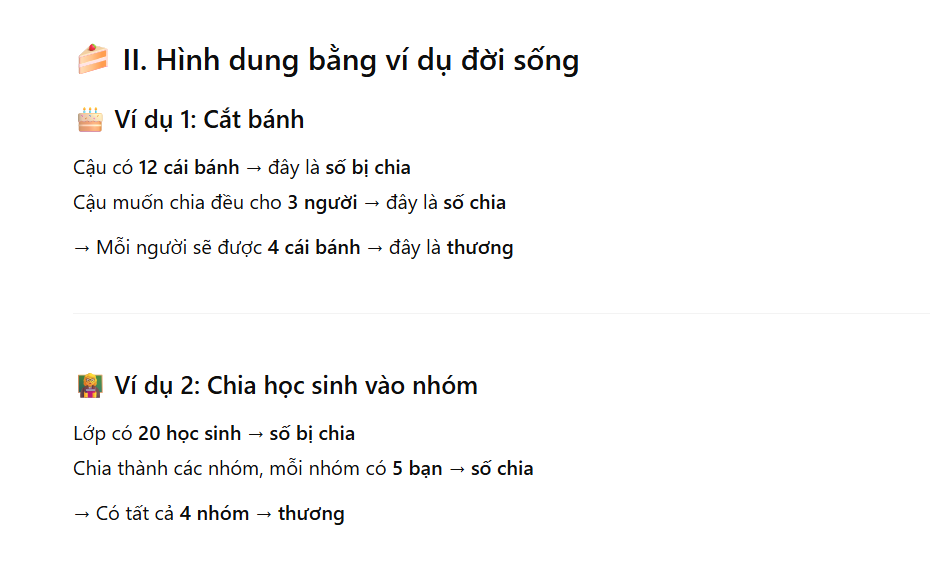 II. Hình dung bằng ví dụ đời sống
Ví dụ 1: Cắt bánh
Cậu có 12 cái bánh → đây là số bị chia
Cậu muốn chia đều cho 3 người → đây là số chia
→ Mỗi người sẽ được 4 cái bánh → đây là thương
Ví dụ 2: Chia học sinh vào nhóm
Lớp có 20 học sinh → số bị chia
Chia thành các nhóm, mỗi nhóm có 5 bạn → số chia
→ Có tất cả 4 nhóm → thương